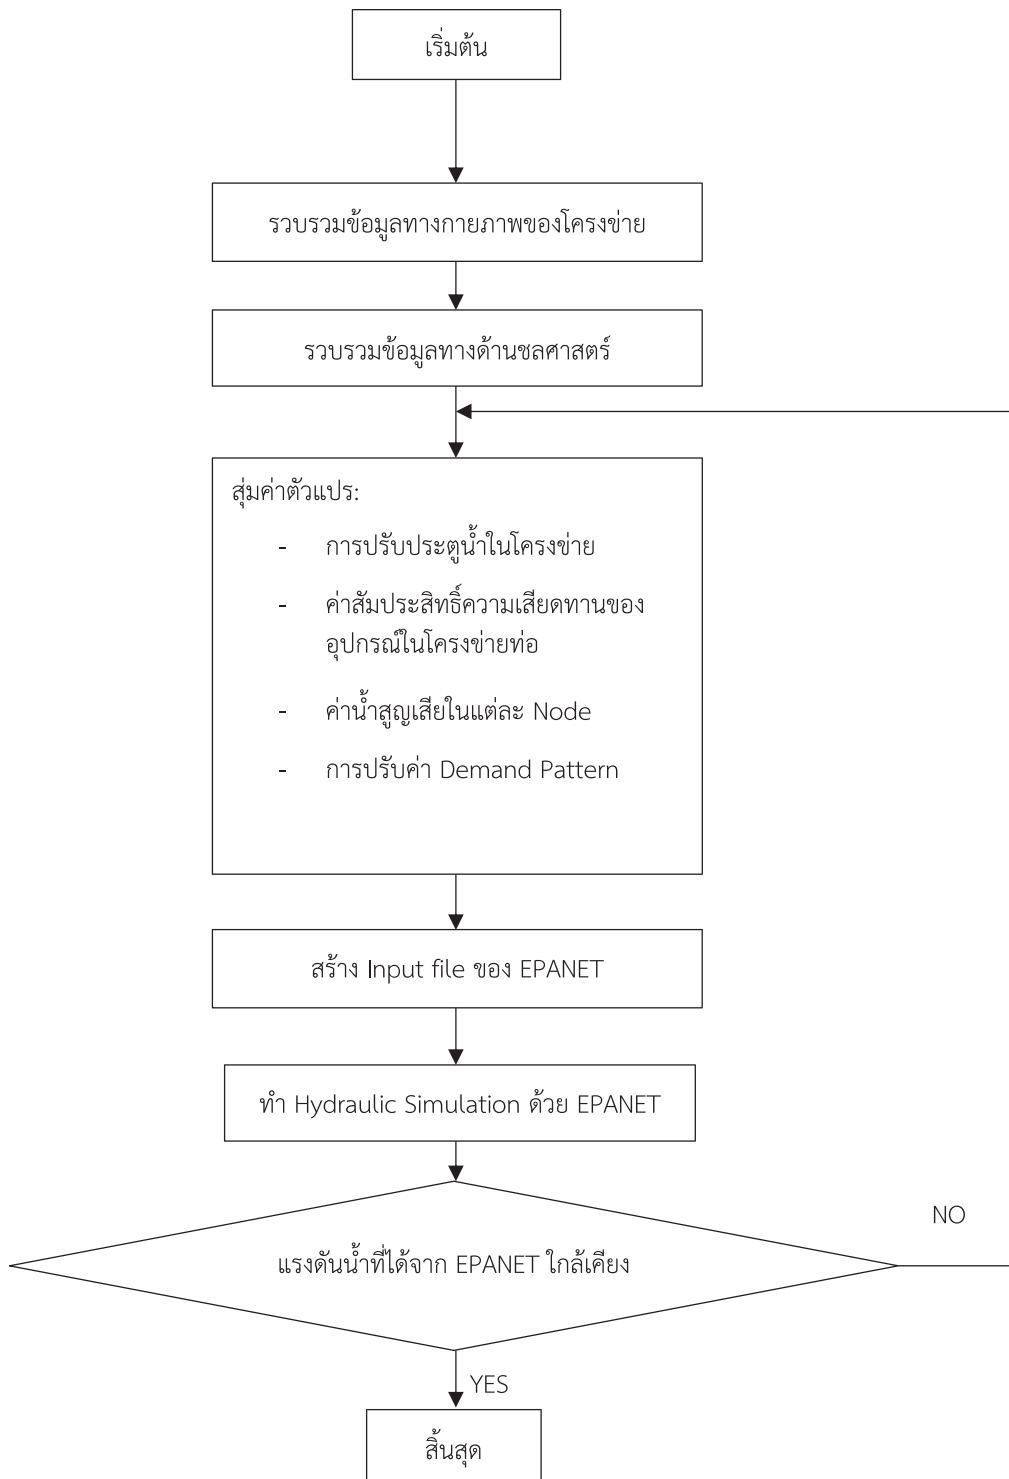 เริ่มต้น
รวบรวมข้อมูลทางกายภาพของโครงข่าย
รวบรวมข้อมูลทางด้านชลศาสตร์
สุ่มค่าตัวแปร:
- การปรับประตูน้ำในโครงข่าย
- ค่าสัมประสิทธิ์ความเสียดทานของ
อุปกรณ์ในโครงข่ายท่อ
- ค่าน้ำสูญเสียในแต่ละ Node
- การปรับค่า Demand Pattern
สร้าง Input file ของ EPANET
ทำ Hydraulic Simulation ด้วย EPANET
NO
แรงดันน้ำที่ได้จาก EPANET ใกล้เคียง
YES
สิ้นสุด